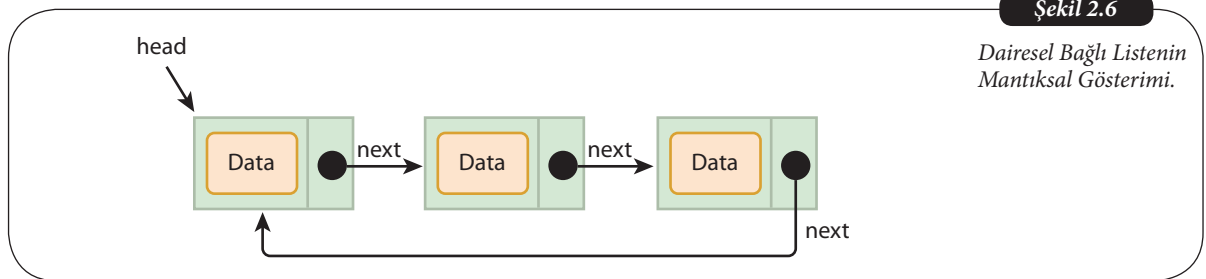 Şekil 2.6
Dairesel Bağlı Listenin
Mantıksal Gösterimi.
head
Data
next
Data
next
Data
next